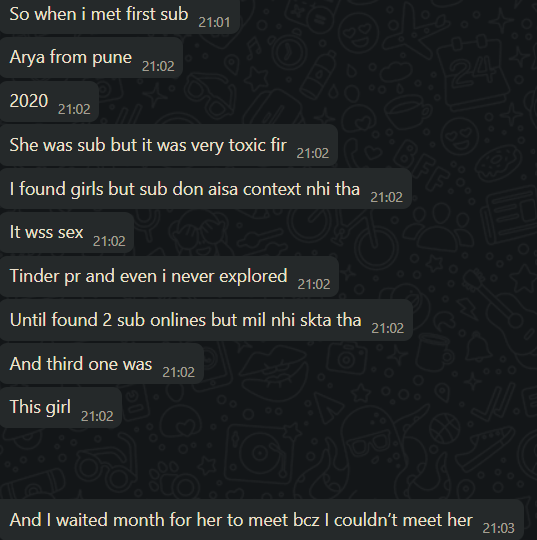 So when i met first sub 21:01
Arya from pune 21:02
2020 21:02
She was sub but it was very toxic fir 21:02
I found girls but sub don aisa context nhi tha 21:02
It wss sex 21:02
Tinder pr and even i never explored 21:02
Until found 2 sub onlines but mil nhi skta tha 21:02
And third one was 21:02
This girl 21:02
And I waited month for her to meet bcz I couldn’t meet her 21:03